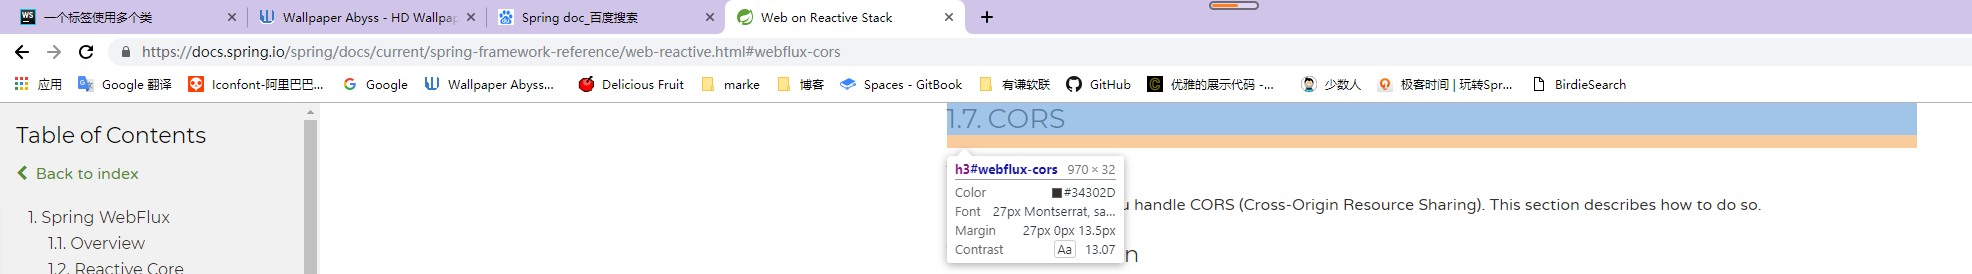 一个标签使用多个类
Wallpaper Abyss - HD Wallpap
Spring doc_百度搜索
Web on Reactive Stack
https://docs.spring.io/spring/docs/current/spring-framework-reference/web-reactive.html#webflux-cors
应用 Google 翻译 Iconfont-阿里巴巴... Google Wallpaper Abyss... Delicious Fruit marke 博客 Spaces - GitBook 有谦软联 GitHub 优雅的展示代码 -... 少数人 极客时间 | 玩转Spr... BirdieSearch
Table of Contents
Back to index
1. Spring WebFlux
1.1. Overview
1.2. Reactive Core
1.7. CORS
h3#webflux-cors 970 × 32
Color #34302D
Font 27px Montserrat, sa...
Margin 27px 0px 13.5px
Contrast Aa 13.07
u handle CORS (Cross-Origin Resource Sharing). This section describes how to do so.
n